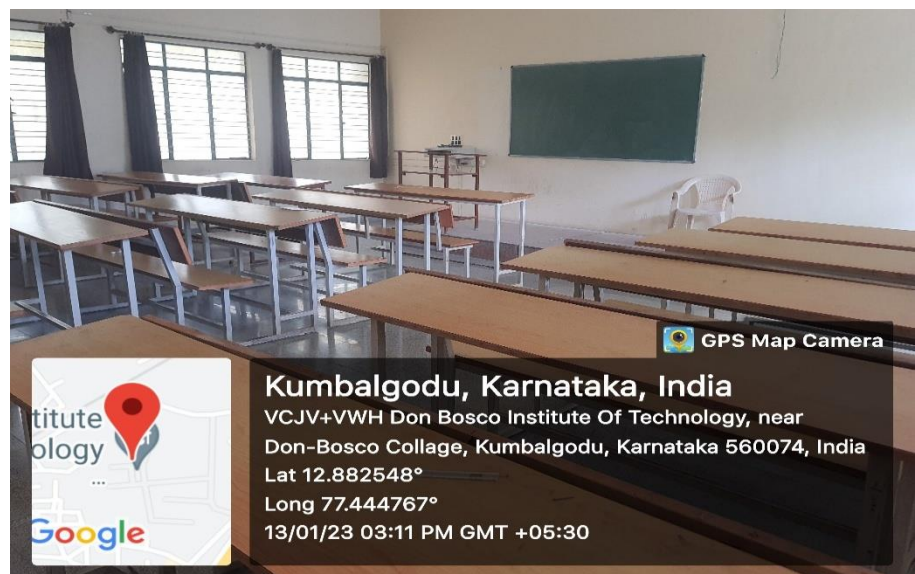 GPS Map Camera
Kumbalgodu, Karnataka, India
VCJV+VWH Don Bosco Institute Of Technology, near
Don-Bosco Collage, Kumbalgodu, Karnataka 560074, India
Lat 12.882548°
Long 77.444767°
13/01/23 03:11 PM GMT +05:30
titute
ology
Google